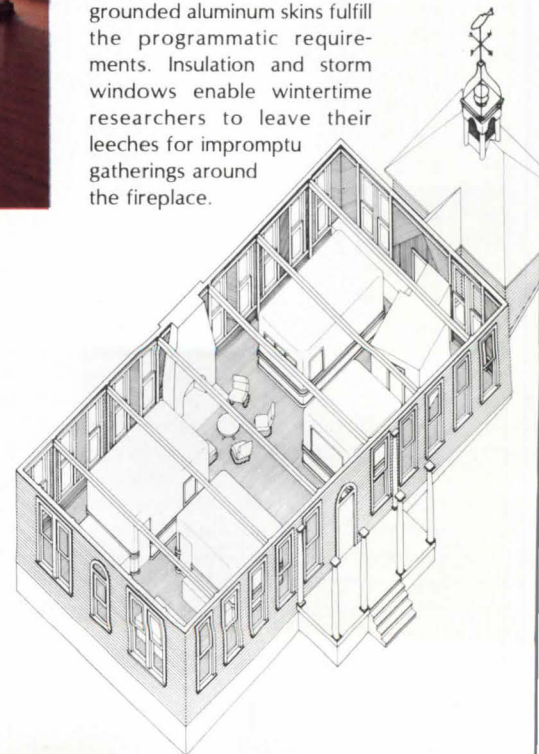 grounded aluminum skins fulfill
the programmatic require-
ments. Insulation and storm
windows enable wintertime
researchers to leave their
leeches for impromptu
gatherings around
the fireplace.